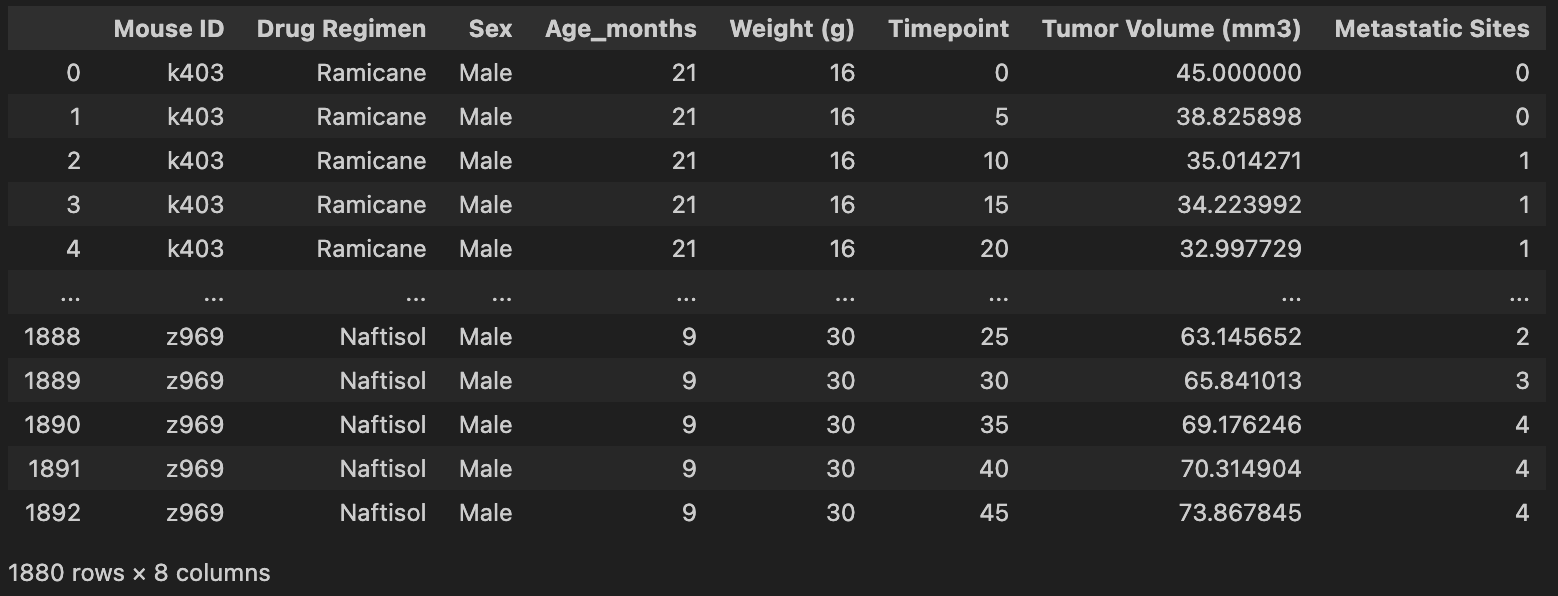 Mouse ID Drug Regimen Sex Age_months Weight (g) Timepoint Tumor Volume (mm3) Metastatic Sites
0 k403 Ramicane Male 21 16 0 45.000000 0
1 k403 Ramicane Male 21 16 5 38.825898 0
2 k403 Ramicane Male 21 16 10 35.014271 1
3 k403 Ramicane Male 21 16 15 34.223992 1
4 k403 Ramicane Male 21 16 20 32.997729 1
... ... ... ... ... ... ... ... ...
1888 z969 Naftisol Male 9 30 25 63.145652 2
1889 z969 Naftisol Male 9 30 30 65.841013 3
1890 z969 Naftisol Male 9 30 35 69.176246 4
1891 z969 Naftisol Male 9 30 40 70.314904 4
1892 z969 Naftisol Male 9 30 45 73.867845 4
1880 rows × 8 columns